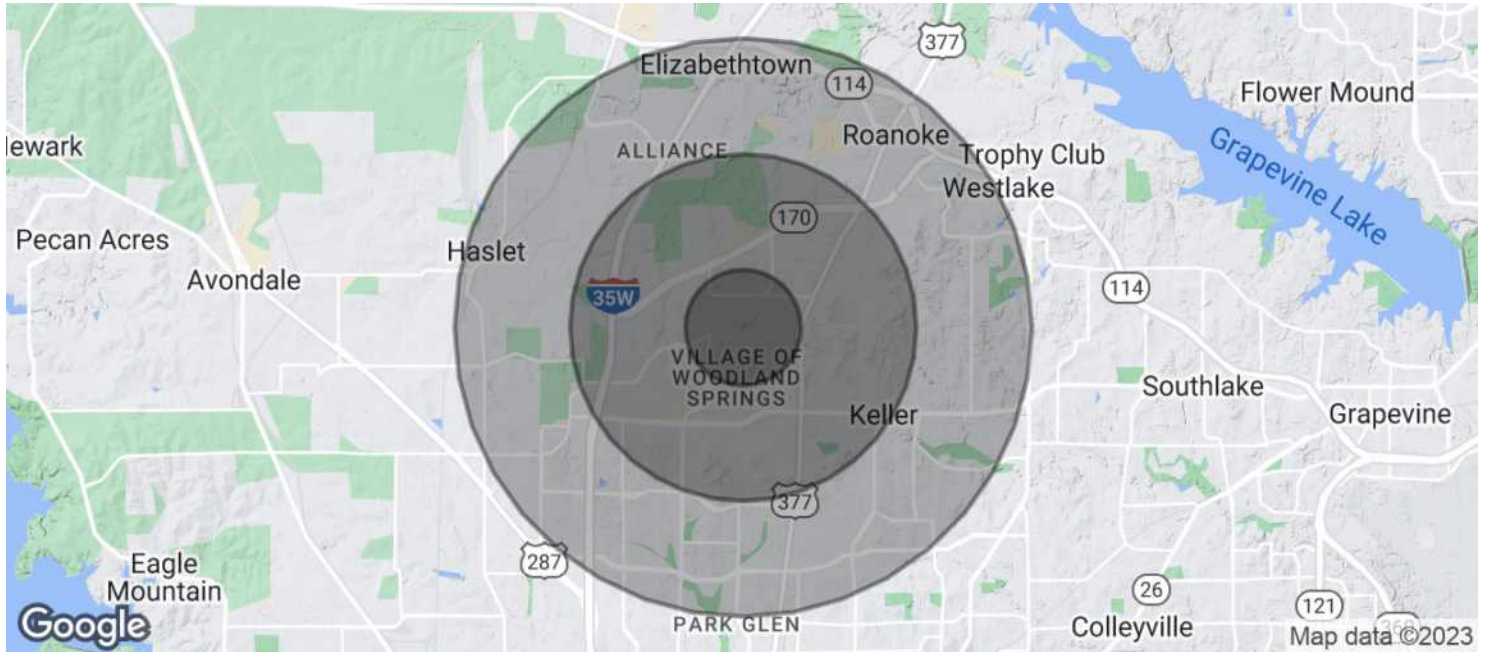 377
Elizabethtown
114
Flower Mound
Roanoke
lewark
ALLIANCE
Trophy Club
Grapevine Lake
Westlake
170
Pecan Acres
Haslet
Avondale
35W
114
VILLAGE OF
WOODLAND
SPRINGS
Southlake
Keller
Grapevine
377
287
Eagle
Mountain
26
121
PARK GLEN
Colleyville
Google
Map data ©2023